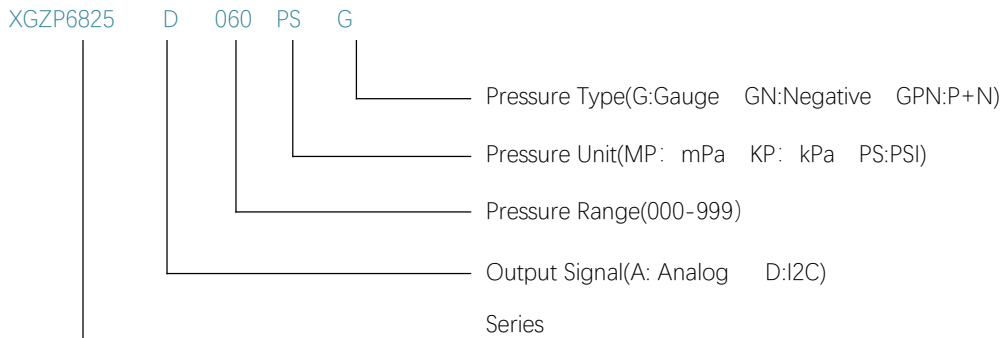 XGZP6825 D 060 PS G
Pressure Type(G:Gauge GN:Negative GPN:P+N)
Pressure Unit(MP：mPa KP：kPa PS:PSI)
Pressure Range(000-999）
Output Signal(A: Analog D:I2C)
Series